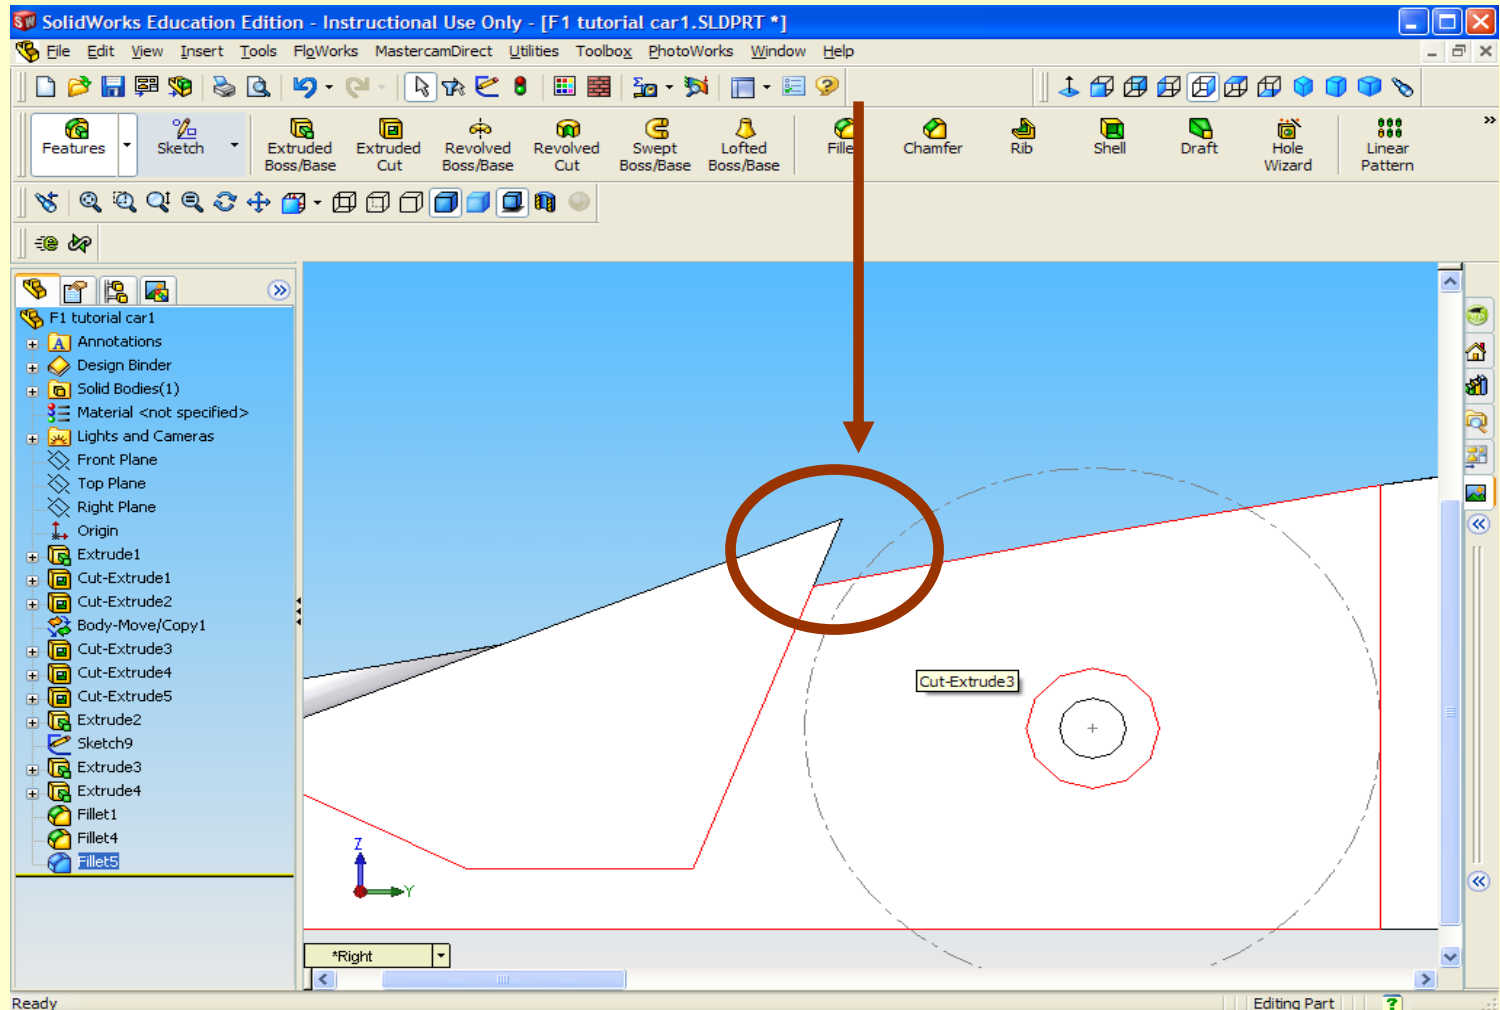 SolidWorks Education Edition - Instructional Use Only - [F1 tutorial car1.SLDPRT *]
File Edit View Insert Tools FloWorks MastercamDirect Utilities Toolbox PhotoWorks Window Help
Features Sketch Extruded Boss/Base Extruded Cut Revolved Boss/Base Revolved Cut Swept Boss/Base Lofted Boss/Base Fille Chamfer Rib Shell Draft Hole Wizard Linear Pattern
F1 tutorial car1
Annotations
Design Binder
Solid Bodies(1)
Material <not specified>
Lights and Cameras
Front Plane
Top Plane
Right Plane
Origin
Extrude1
Cut-Extrude1
Cut-Extrude2
Body-Move/Copy1
Cut-Extrude3
Cut-Extrude4
Cut-Extrude5
Extrude2
Sketch9
Extrude3
Extrude4
Fillet1
Fillet4
Fillet5
Cut-Extrude3
Z
Y
*Right
Ready
Editing Part